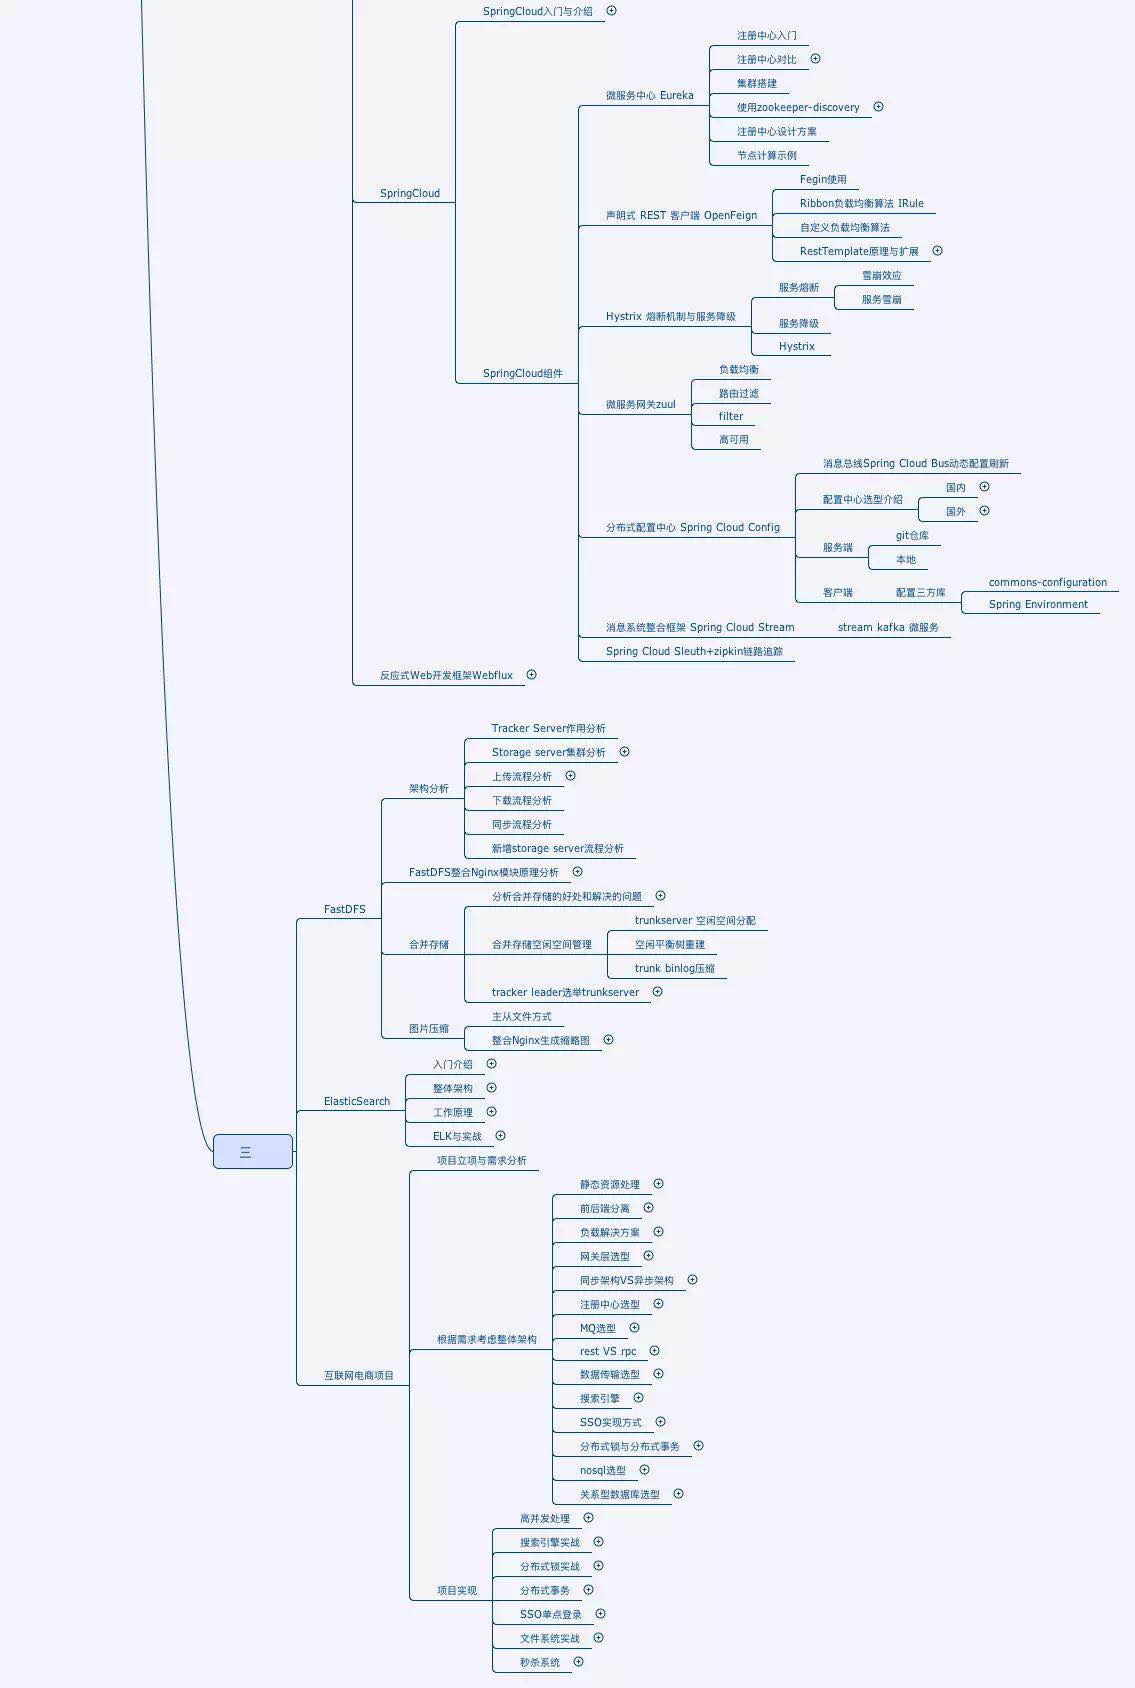 SpringCloud入门与介绍
注册中心入门
注册中心对比
集群搭建
微服务中心 Eureka
使用zookeeper-discovery
注册中心设计方案
节点计算示例
Fegin使用
SpringCloud
Ribbon负载均衡算法 IRule
声明式 REST 客户端 OpenFeign
自定义负载均衡算法
RestTemplate原理与扩展
雪崩效应
服务熔断
服务雪崩
Hystrix 熔断机制与服务降级
服务降级
Hystrix
SpringCloud组件
负载均衡
路由过滤
微服务网关zuul
filter
高可用
消息总线Spring Cloud Bus动态配置刷新
国内
配置中心选型介绍
国外
分布式配置中心 Spring Cloud Config
git仓库
服务端
本地
commons-configuration
客户端
配置三方库
Spring Environment
消息系统整合框架 Spring Cloud Stream
stream kafka 微服务
Spring Cloud Sleuth+zipkin链路追踪
反应式Web开发框架Webflux
Tracker Server作用分析
Storage server集群分析
上传流程分析
架构分析
下载流程分析
同步流程分析
新增storage server流程分析
FastDFS整合Nginx模块原理分析
分析合并存储的好处和解决的问题
FastDFS
trunkserver 空闲空间分配
合并存储
合并存储空闲空间管理
空闲平衡树重建
trunk binlog压缩
tracker leader选举trunkserver
主从文件方式
图片压缩
整合Nginx生成缩略图
入门介绍
整体架构
ElasticSearch
工作原理
ELK与实战
三
项目立项与需求分析
静态资源处理
前后端分离
负载解决方案
网关层选型
同步架构VS异步架构
注册中心选型
MQ选型
根据需求考虑整体架构
rest VS rpc
互联网电商项目
数据传输选型
搜索引擎
SSO实现方式
分布式锁与分布式事务
nosql选型
关系型数据库选型
高并发处理
搜索引擎实战
分布式锁实战
项目实现
分布式事务
SSO单点登录
文件系统实战
秒杀系统